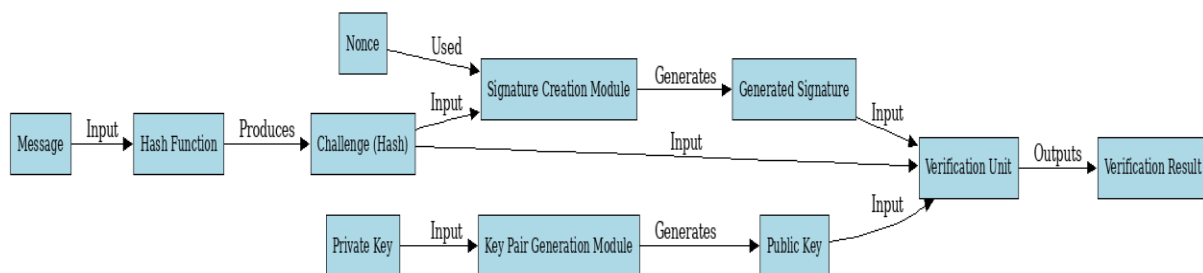 Nonce
Used
Signature Creation Module
Generates
Generated Signature
Input
Input
Message
Input
Hash Function
Produces
Challenge (Hash)
Input
Verification Unit
Outputs
Verification Result
Private Key
Input
Key Pair Generation Module
Generates
Public Key
Input